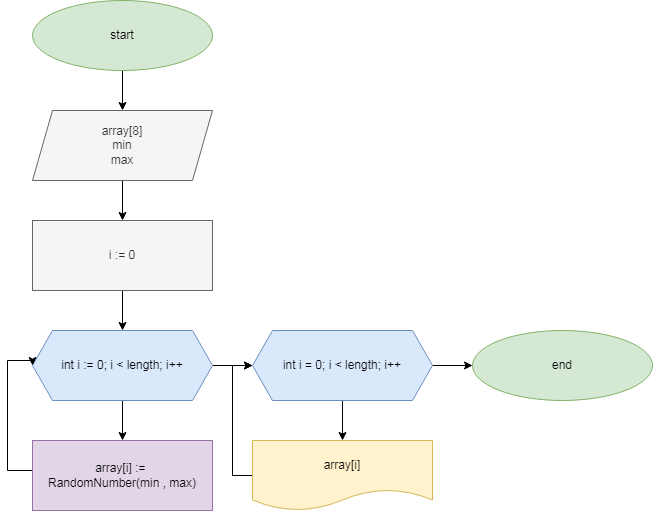 start
array[8]
min
max
i := 0
int i := 0; i < length; i++
int i = 0; i < length; i++
end
array[i] :=
RandomNumber(min , max)
array[i]